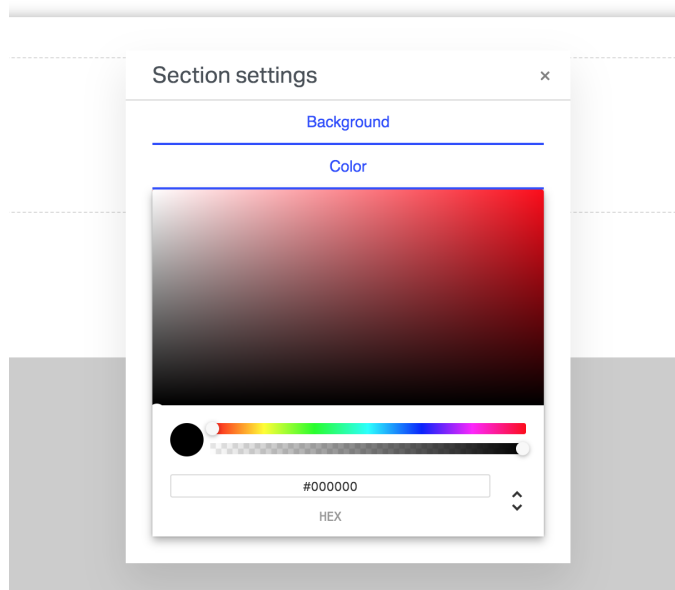 Section settings
×
Background
Color
#000000
HEX